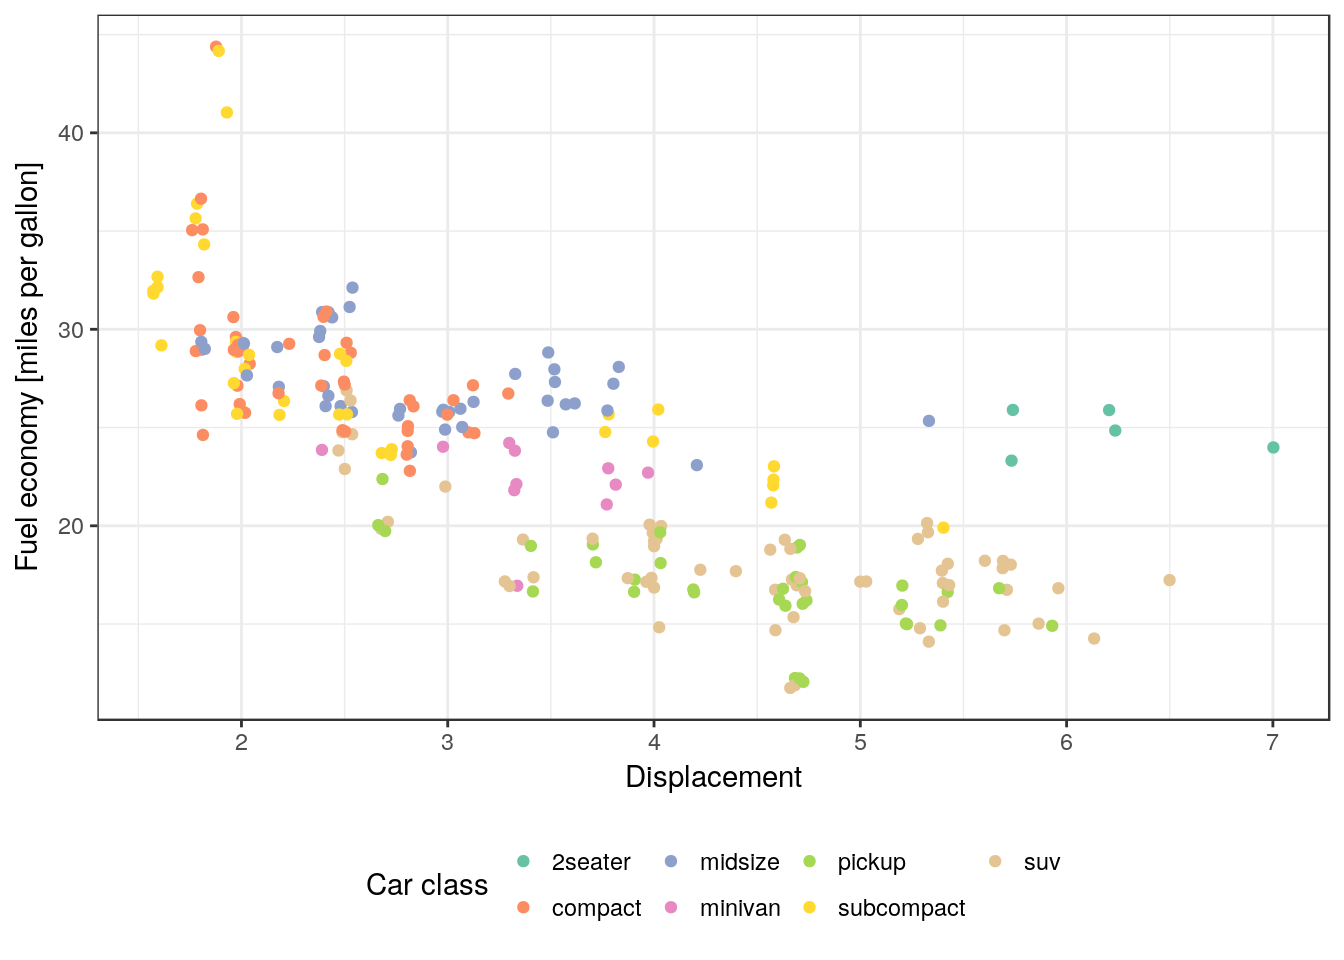 Fuel economy [miles per gallon]
40
30
20
2 3 4 5 6 7
Displacement
Car class
2seater midsize pickup suv
compact minivan subcompact